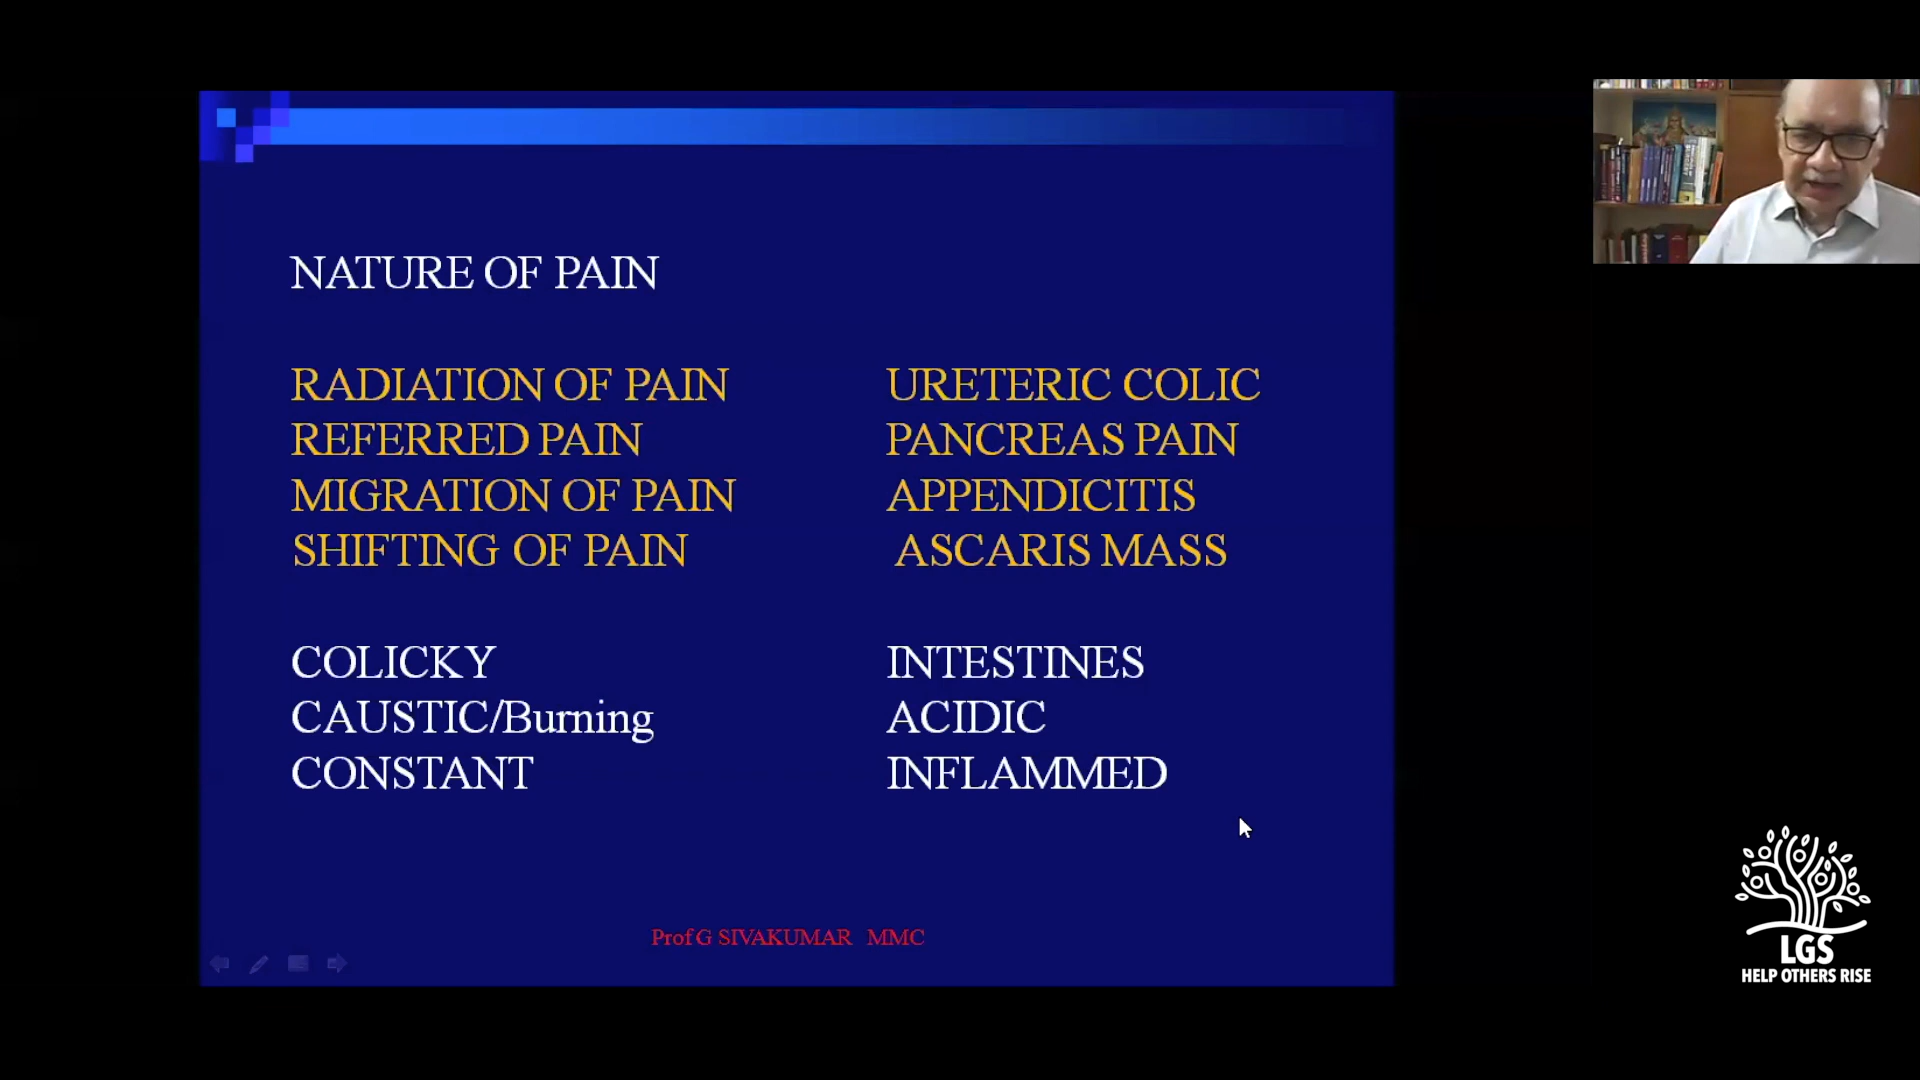 NATURE OF PAIN
RADIATION OF PAIN URETERIC COLIC
REFERRED PAIN PANCREAS PAIN
MIGRATION OF PAIN APPENDICITIS
SHIFTING OF PAIN ASCARIS MASS
COLICKY INTESTINES
CAUSTIC/Burning ACIDIC
CONSTANT INFLAMMED
Prof G SIVAKUMAR MMC
LGS
HELP OTHERS RISE